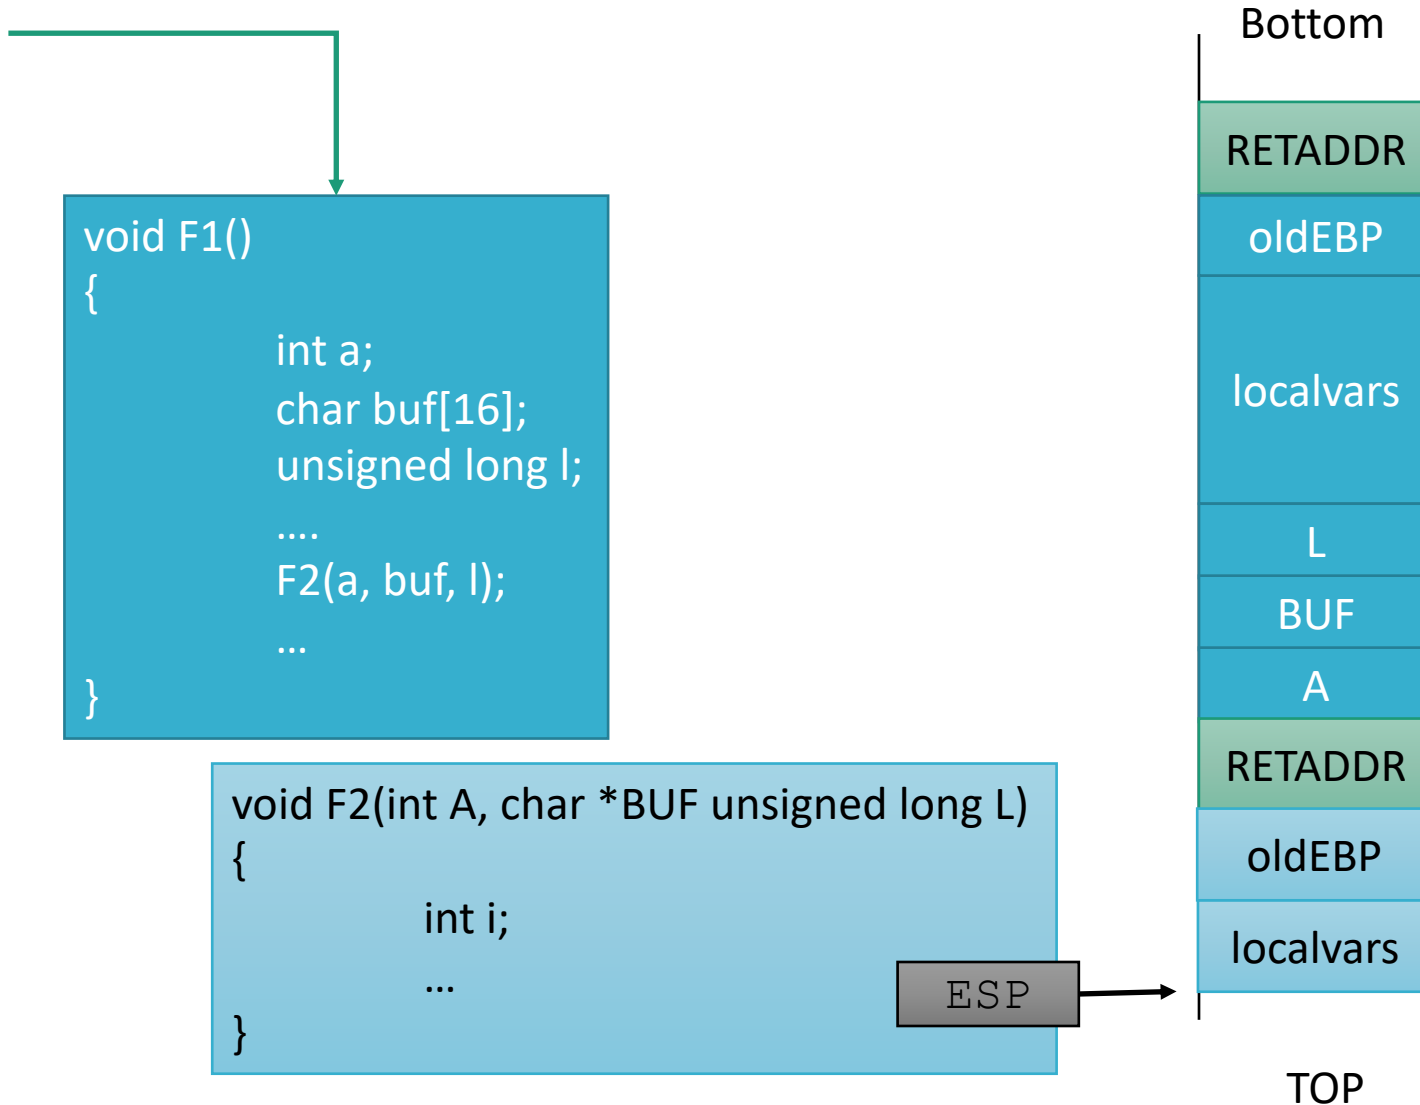 void F1()
{
int a;
char buf[16];
unsigned long l;
....
F2(a, buf, l);
...
}
void F2(int A, char *BUF unsigned long L)
{
int i;
...
}
ESP
Bottom
RETADDR
oldEBP
localvars
L
BUF
A
RETADDR
oldEBP
localvars
TOP